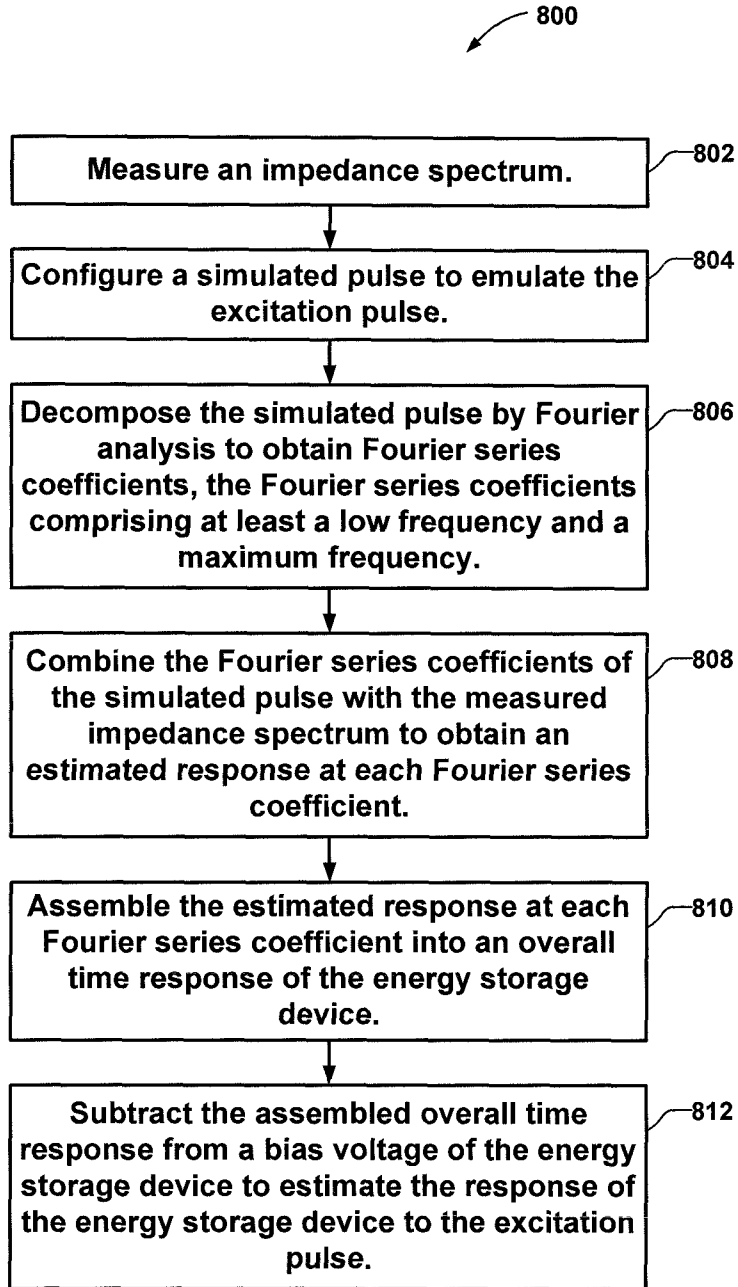 800
802
Measure an impedance spectrum.
804
Configure a simulated pulse to emulate the
excitation pulse.
806
Decompose the simulated pulse by Fourier
analysis to obtain Fourier series
coefficients, the Fourier series coefficients
comprising at least a low frequency and a
maximum frequency.
808
Combine the Fourier series coefficients of
the simulated pulse with the measured
impedance spectrum to obtain an
estimated response at each Fourier series
coefficient.
810
Assemble the estimated response at each
Fourier series coefficient into an overall
time response of the energy storage
device.
812
Subtract the assembled overall time
response from a bias voltage of the energy
storage device to estimate the response of
the energy storage device to the excitation
pulse.